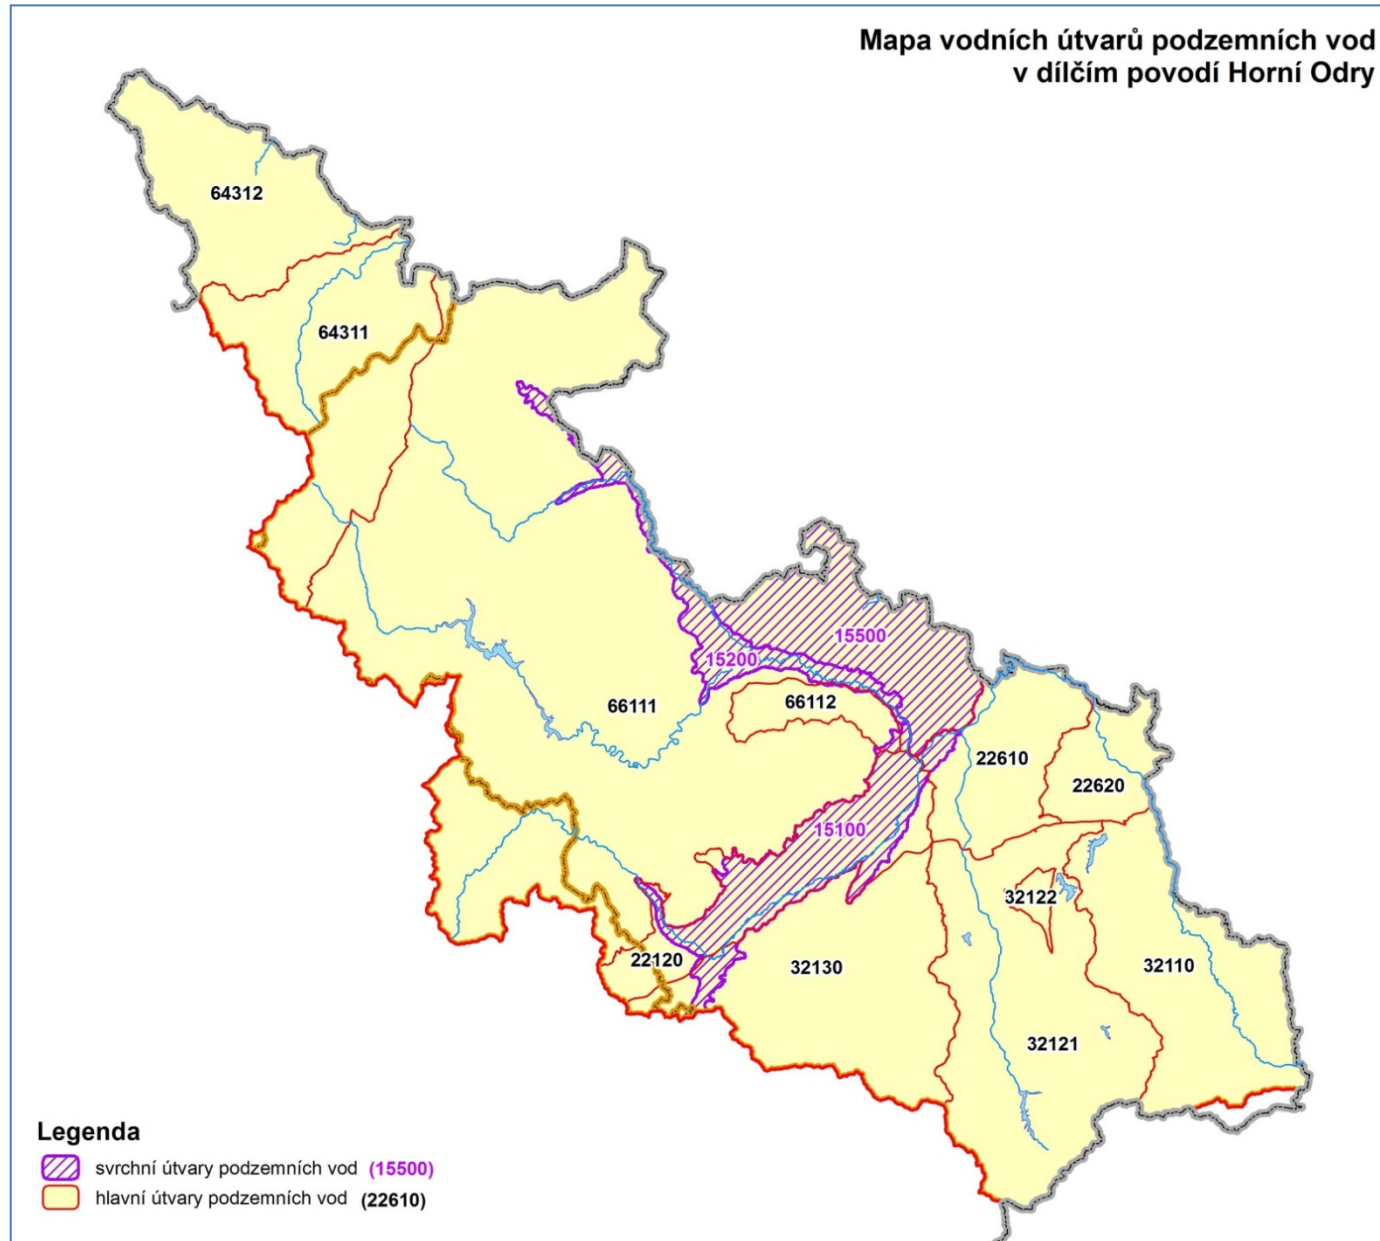 Mapa vodních útvarů podzemních vod
v dílčím povodí Horní Odry
64312
64311
15500
15200
66111
66112
22610
22620
15100
32122
22120
32130
32110
32121
Legenda
svrchní útvary podzemních vod (15500)
hlavní útvary podzemních vod (22610)